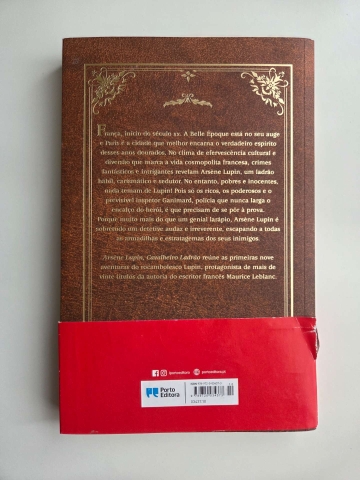 França, início do século XX. A Belle Époque está no seu auge
e Paris é a cidade que melhor encarna o verdadeiro espírito
desses anos dourados. No clima de efervescência cultural e
diversão que marca a vida cosmopolita francesa, crimes
fantásticos e intrigantes revelam Arsène Lupin, um ladrão
hábil, carismático e sedutor. No entanto, pobres e inocentes,
nada temam de Lupin! Pois só os ricos, os poderosos e o
previsível inspetor Ganimard, polícia que nunca larga o
encalço do herói, é que precisam de se pôr à prova.
Porque muito mais do que um genial larápio, Arsène Lupin é
sobretudo um detetive audaz e irreverente, escapando a todas
as armadilhas e estratagemas dos seus inimigos.
Arsène Lupin, Cavalheiro Ladrão reúne as primeiras nove
aventuras do rocambolesco Lupin, protagonista de mais de
vinte títulos da autoria do escritor francês Maurice Leblanc.
Porto
Editora